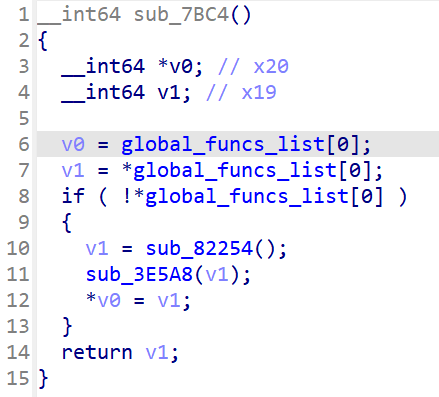 1 __int64 sub_7BC4()
2 {
3   __int64 *v0; // x20
4   __int64 v1; // x19
5
6   v0 = global_funcs_list[0];
7   v1 = *global_funcs_list[0];
8   if ( !*global_funcs_list[0] )
9   {
10     v1 = sub_82254();
11     sub_3E5A8(v1);
12     *v0 = v1;
13   }
14   return v1;
15 }